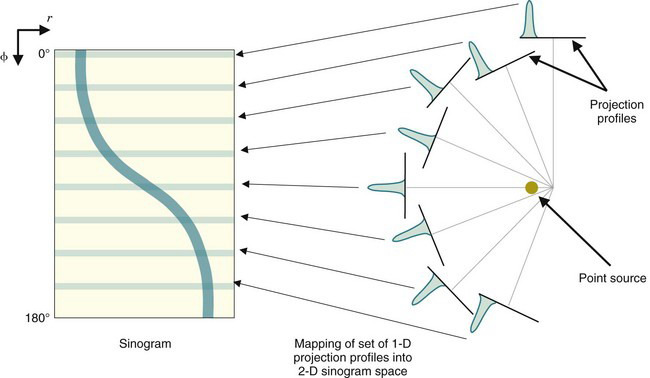 r
ϕ
0°
180°
Sinogram
Mapping of set of 1-D
projection profiles into
2-D sinogram space
Projection
profiles
Point source